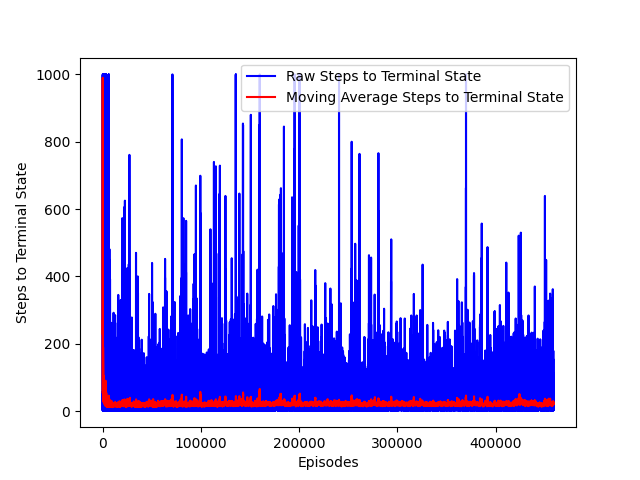 Raw Steps to Terminal State
Moving Average Steps to Terminal State
Steps to Terminal State
1000
800
600
400
200
0
0
100000
200000
300000
400000
Episodes